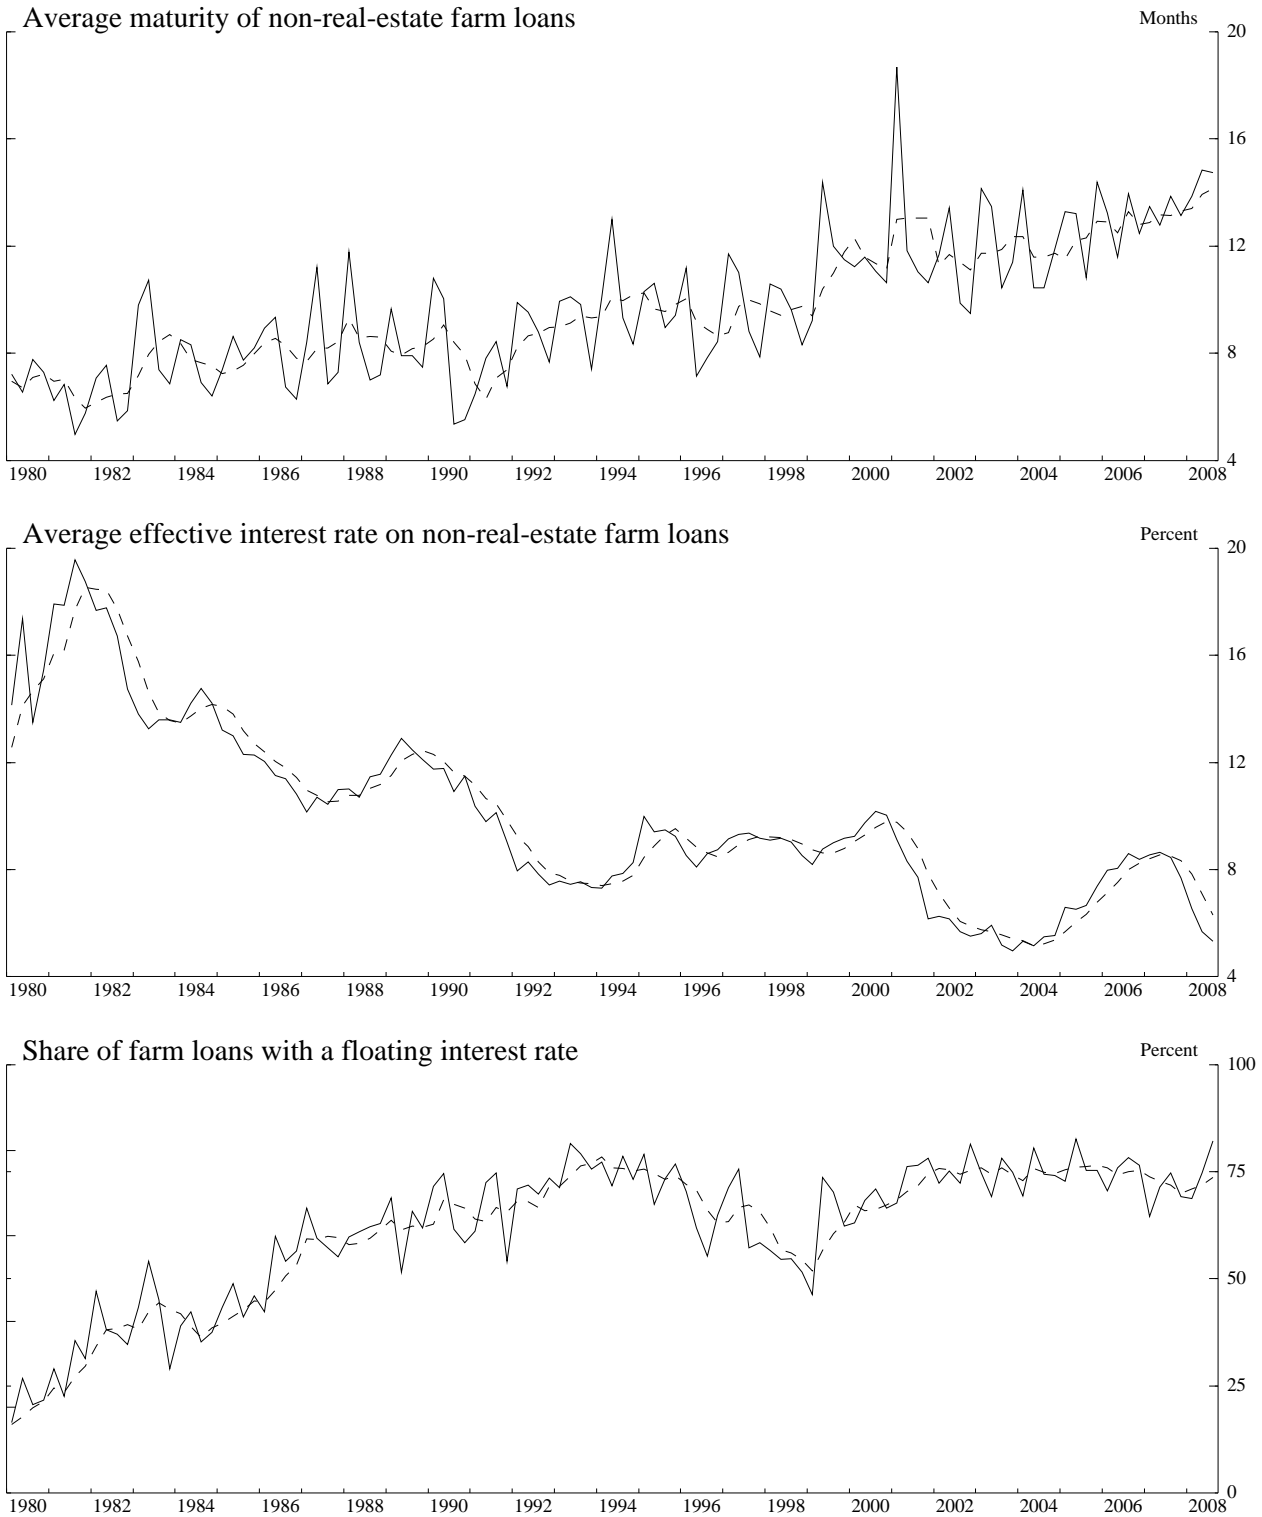 Average maturity of non-real-estate farm loans
Months
20
16
12
8
4
1980 1982 1984 1986 1988 1990 1992 1994 1996 1998 2000 2002 2004 2006 2008
Average effective interest rate on non-real-estate farm loans
Percent
20
16
12
8
4
1980 1982 1984 1986 1988 1990 1992 1994 1996 1998 2000 2002 2004 2006 2008
Share of farm loans with a floating interest rate
Percent
100
75
50
25
0
1980 1982 1984 1986 1988 1990 1992 1994 1996 1998 2000 2002 2004 2006 2008